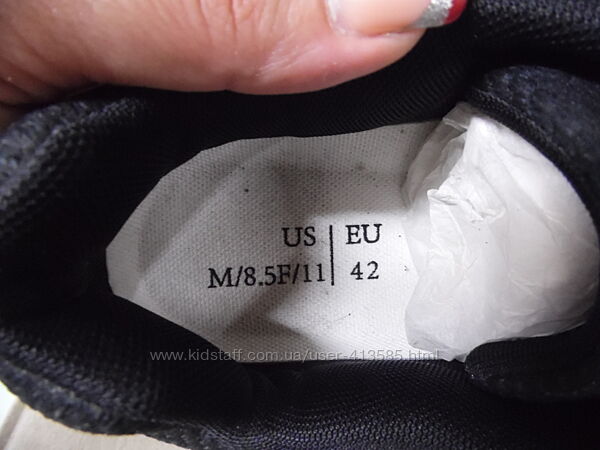 US | EU
M/8.5F/11 | 42
www.kidstaff.com.ua/user-413585.html